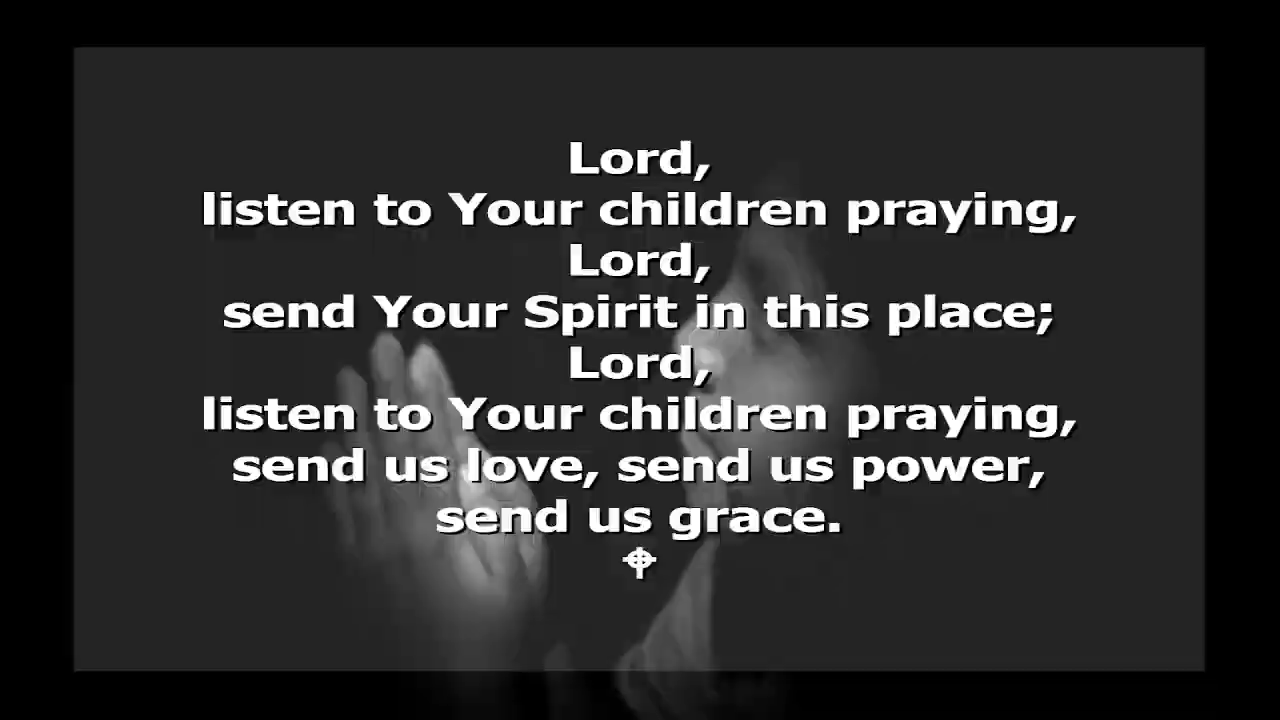 Lord,
listen to Your children praying,
Lord,
send Your Spirit in this place;
Lord,
listen to Your children praying,
send us love, send us power,
send us grace.